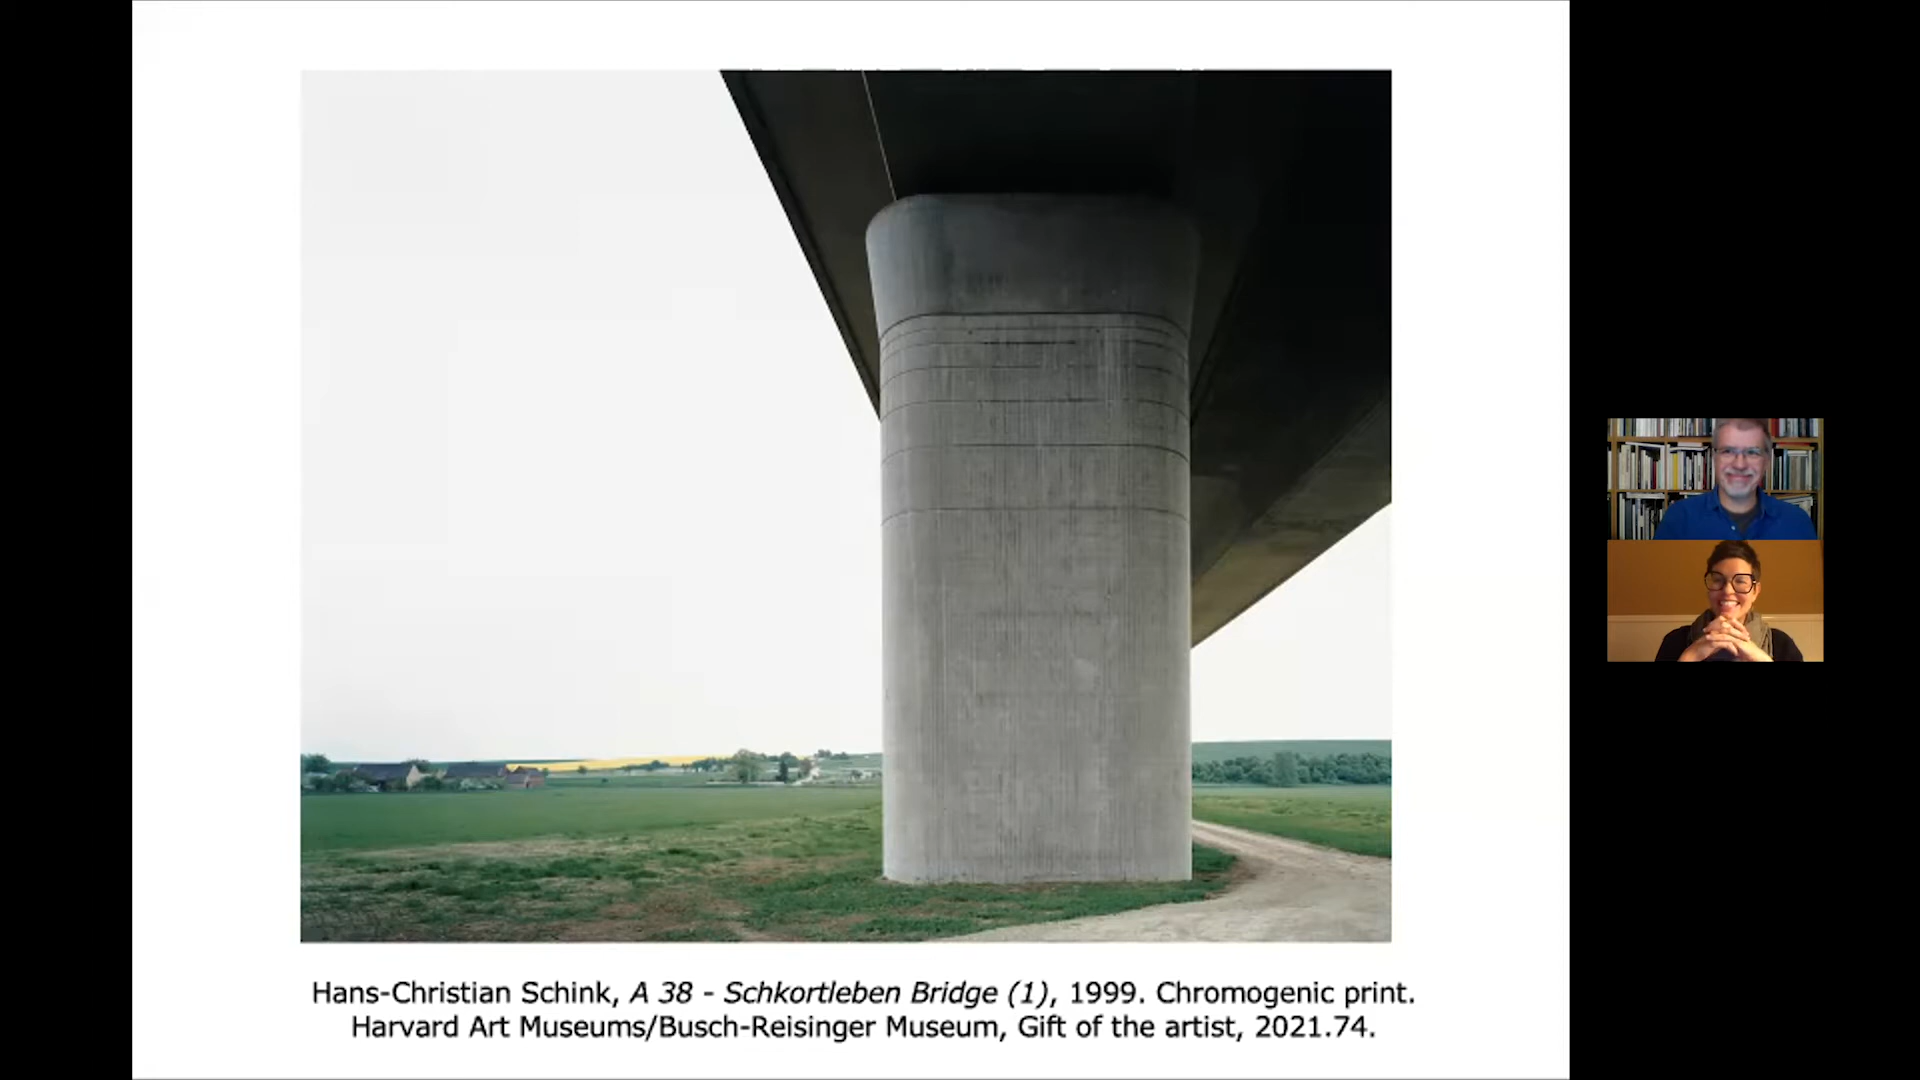 Hans-Christian Schink, A 38 - Schkortleben Bridge (1), 1999. Chromogenic print.
Harvard Art Museums/Busch-Reisinger Museum, Gift of the artist, 2021.74.